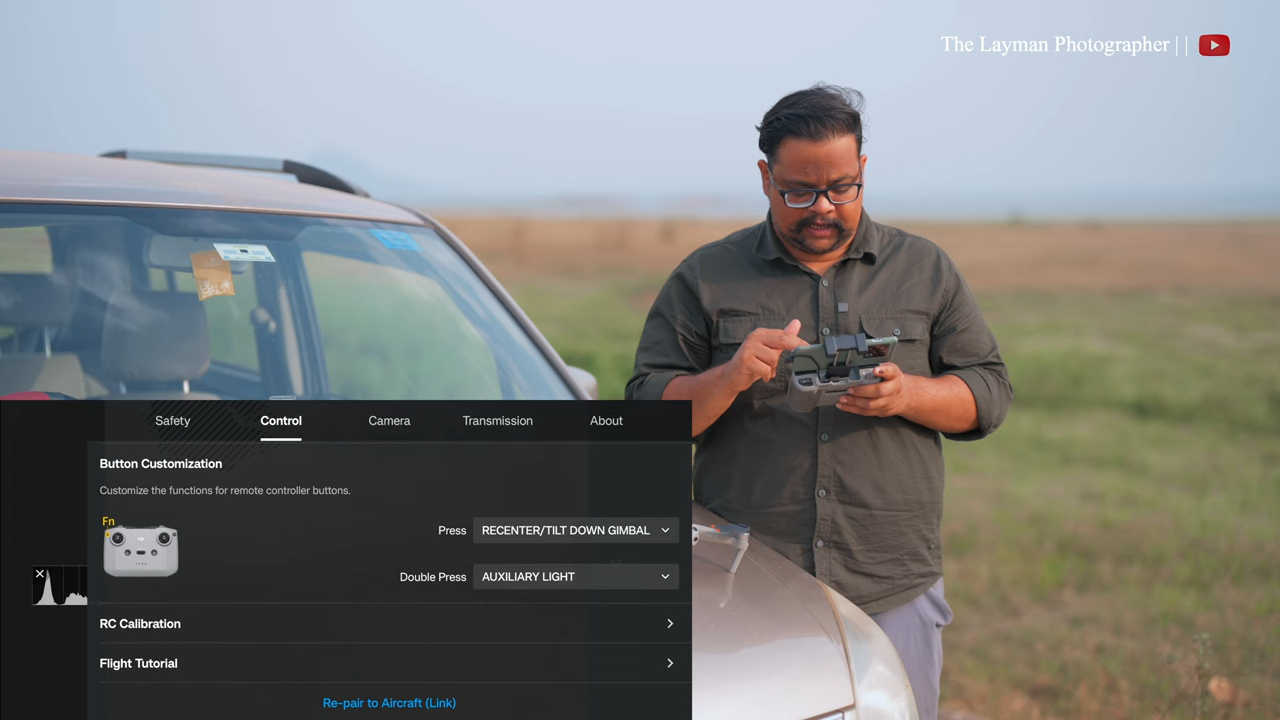 The Layman Photographer ||
Safety Control Camera Transmission About
Button Customization
Customize the functions for remote controller buttons.
Fn
Press RECENTER/TILT DOWN GIMBAL
Double Press AUXILIARY LIGHT
RC Calibration
Flight Tutorial
Re-pair to Aircraft (Link)